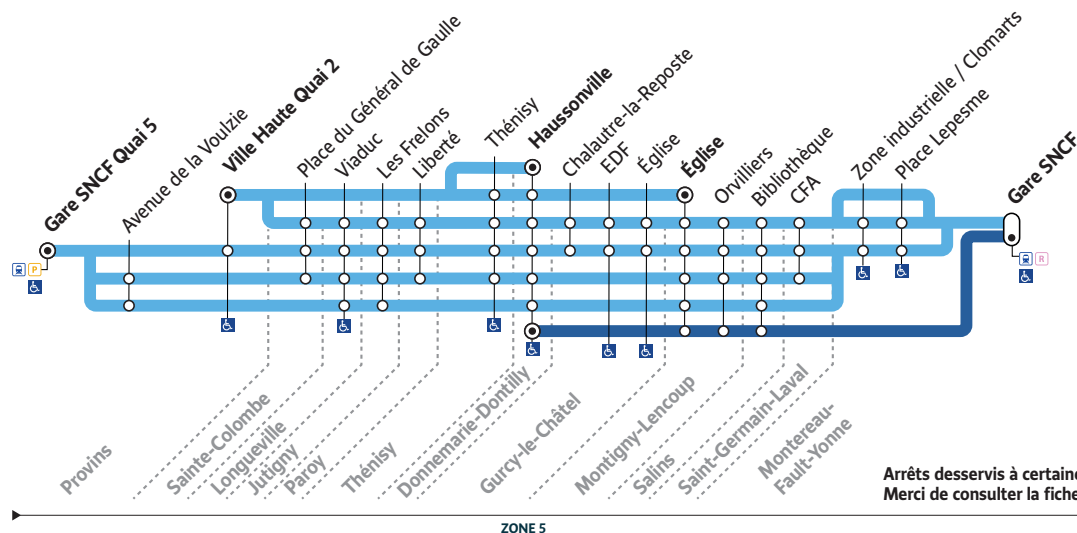 Gare SNCF Quai 5
Avenue de la Voulzie
Ville Haute Quai 2
Place du Général de Gaulle
Viaduc
Les Frelons
Liberté
Thénisy
Haussonville
Chalautre-la-Reposte
EDF
Église
Église
Orvilliers
Bibliothèque
CFA
Zone industrielle / Clomarts
Place Lepesme
Gare SNCF
P
R
Provins
Sainte-Colombe
Longueville
Jutigny
Paroy
Thénisy
Donnemarie-Dontilly
Gurcy-le-Châtel
Montigny-Lencoup
Salins
Saint-Germain-Laval
Montereau-
Fault-Yonne
Arrêts desservis à certaine
Merci de consulter la fiche
ZONE 5